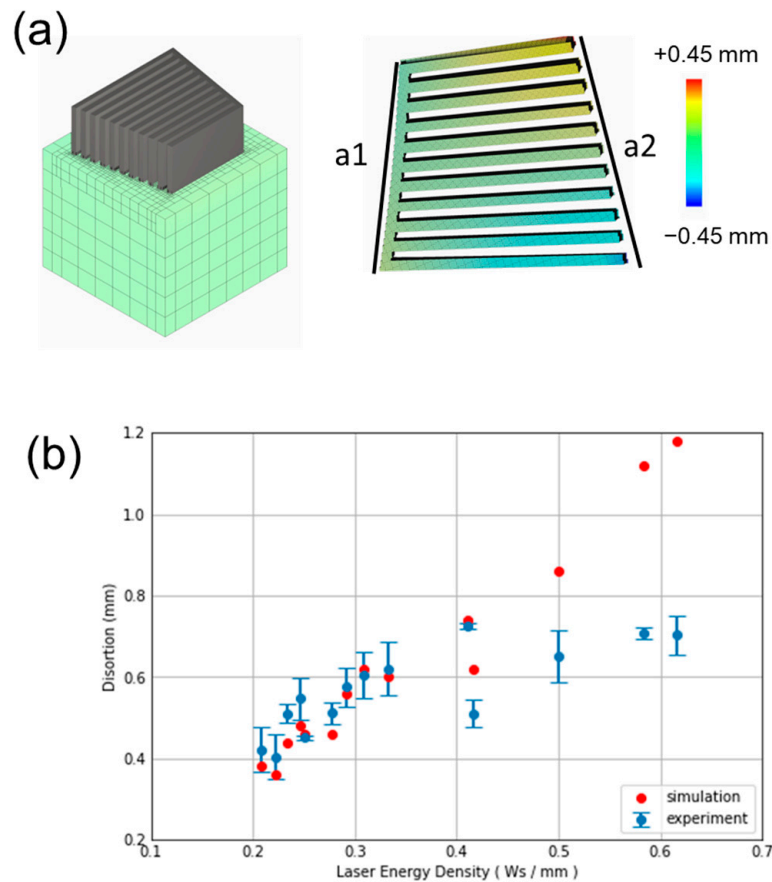 (a)
a1
a2
+0.45 mm
−0.45 mm
(b)
1.2
1.0
0.8
0.6
0.4
0.2
Disortion (mm)
0.1
0.2
0.3
0.4
0.5
0.6
0.7
Laser Energy Density ( Ws / mm )
simulation
experiment